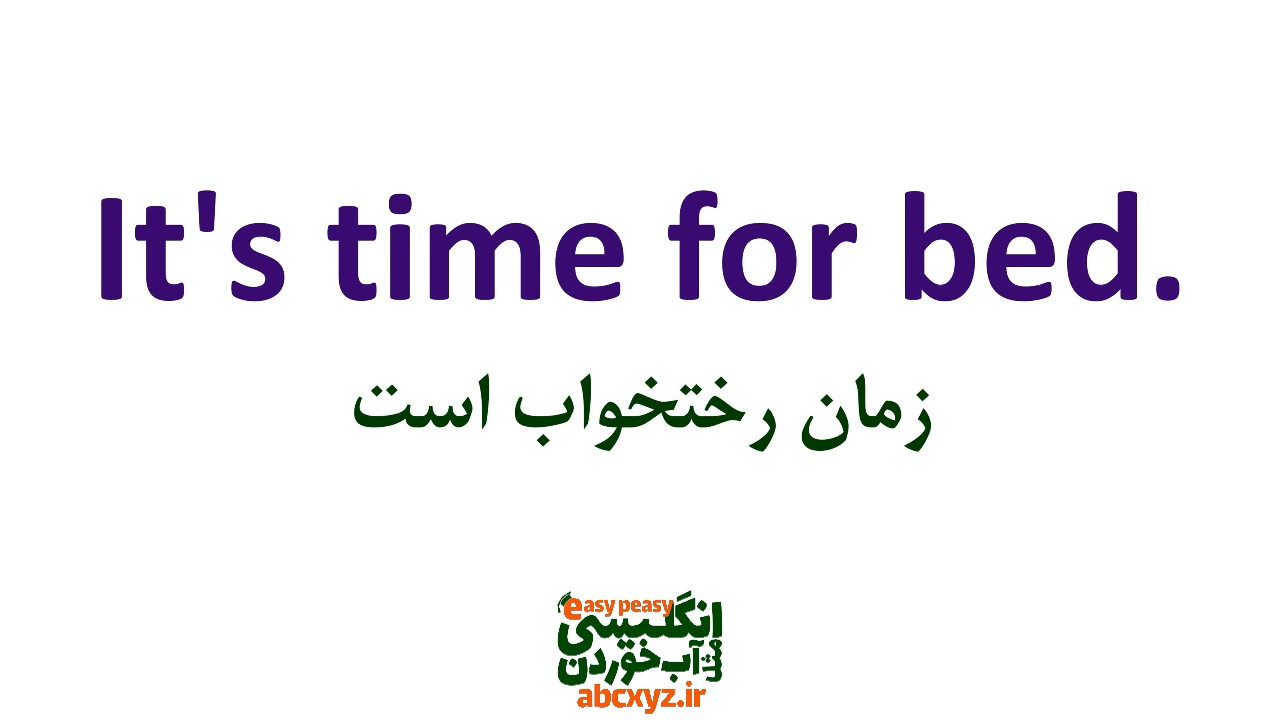 It's time for bed.
زمان رختخواب است
easy peasy
انگلیسی
مثل
آب خوردن
abcxyz.ir